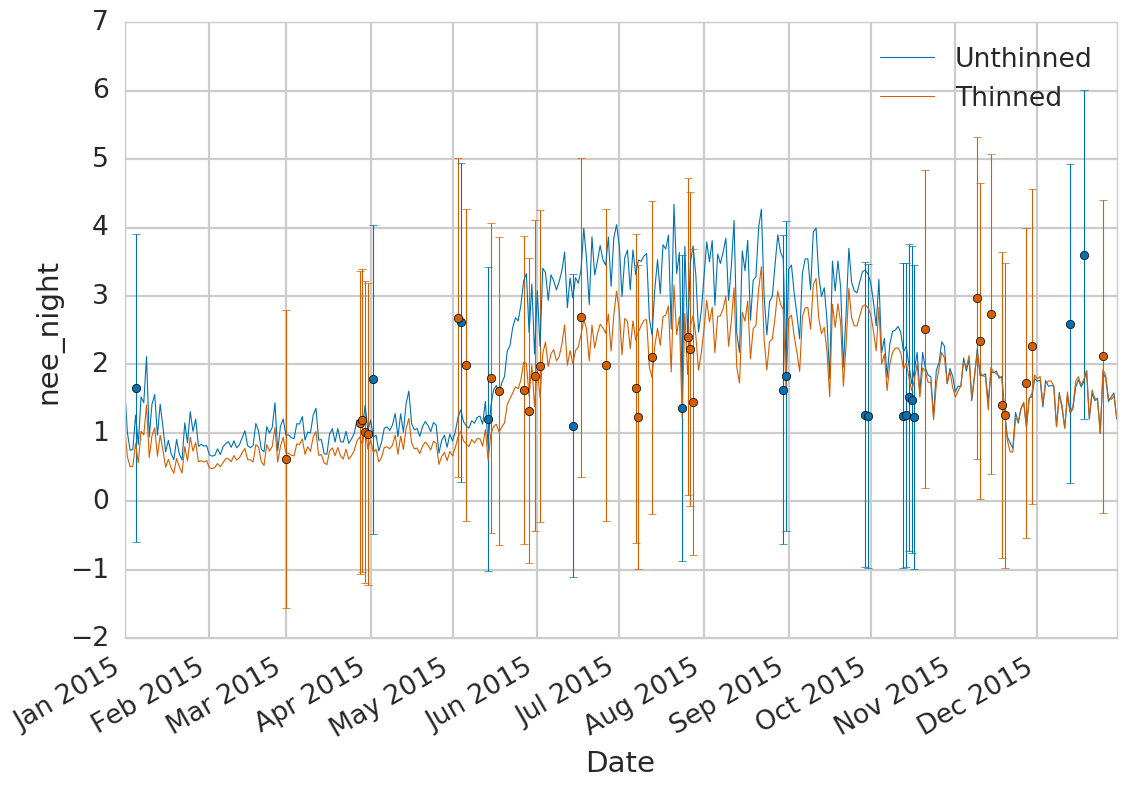 7
6
5
4
3
2
1
0
−1
−2
nee_night
Unthinned
Thinned
Jan 2015
Feb 2015
Mar 2015
Apr 2015
May 2015
Jun 2015
Jul 2015
Aug 2015
Sep 2015
Oct 2015
Nov 2015
Dec 2015
Date